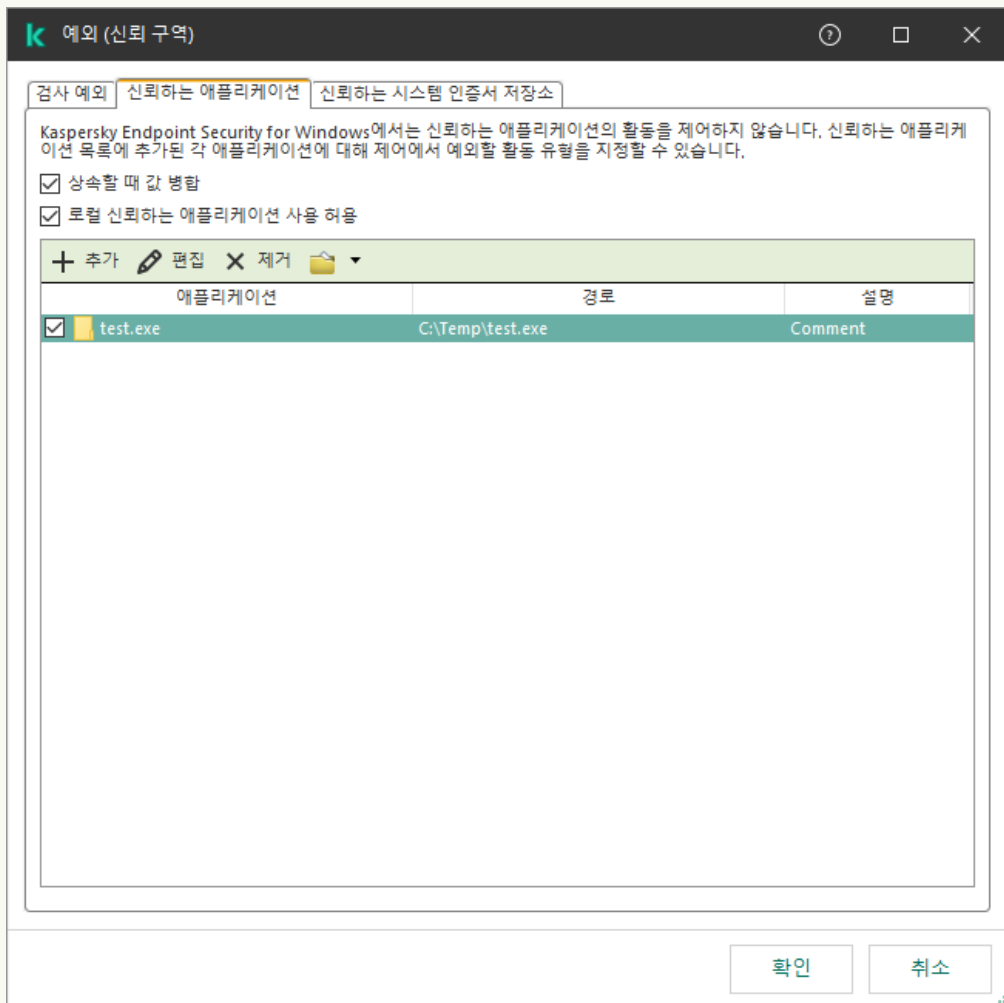 예외 (신뢰 구역)
검사 예외 신뢰하는 애플리케이션 신뢰하는 시스템 인증서 저장소
Kaspersky Endpoint Security for Windows에서는 신뢰하는 애플리케이션의 활동을 제어하지 않습니다. 신뢰하는 애플리케
이션 목록에 추가된 각 애플리케이션에 대해 제어에서 예외할 활동 유형을 지정할 수 있습니다.
상속할 때 값 병합
로컬 신뢰하는 애플리케이션 사용 허용
추가 편집 제거
애플리케이션 경로 설명
test.exe C:\Temp\test.exe Comment
확인 취소